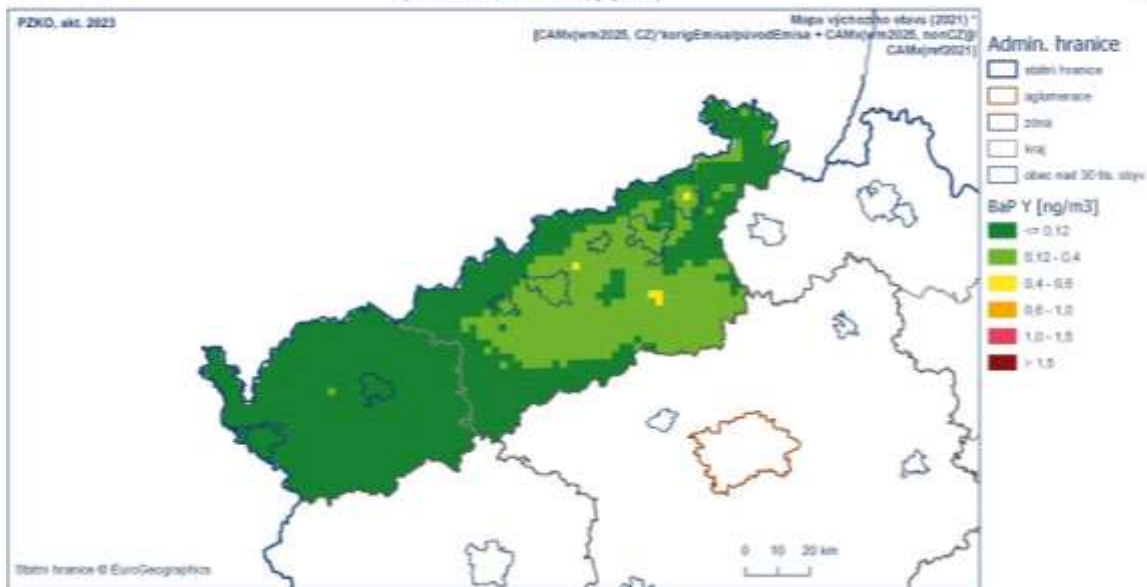 PZKO, akt. 2023
Mapa výchozího stavu (2021) *
[CAMx(wm2025, CZ)*korigEmise/původEmise + CAMx(wm2025, nonCZ)]/
CAMx(ref2021)
Admin. hranice
státní hranice
aglomerace
zóna
kraj
obec nad 30 tis. obyv
BaP Y [ng/m3]
<= 0,12
0,12 - 0,4
0,4 - 0,6
0,6 - 1,0
1,0 - 1,5
> 1,5
0 10 20 km
Státní hranice © EuroGeographics